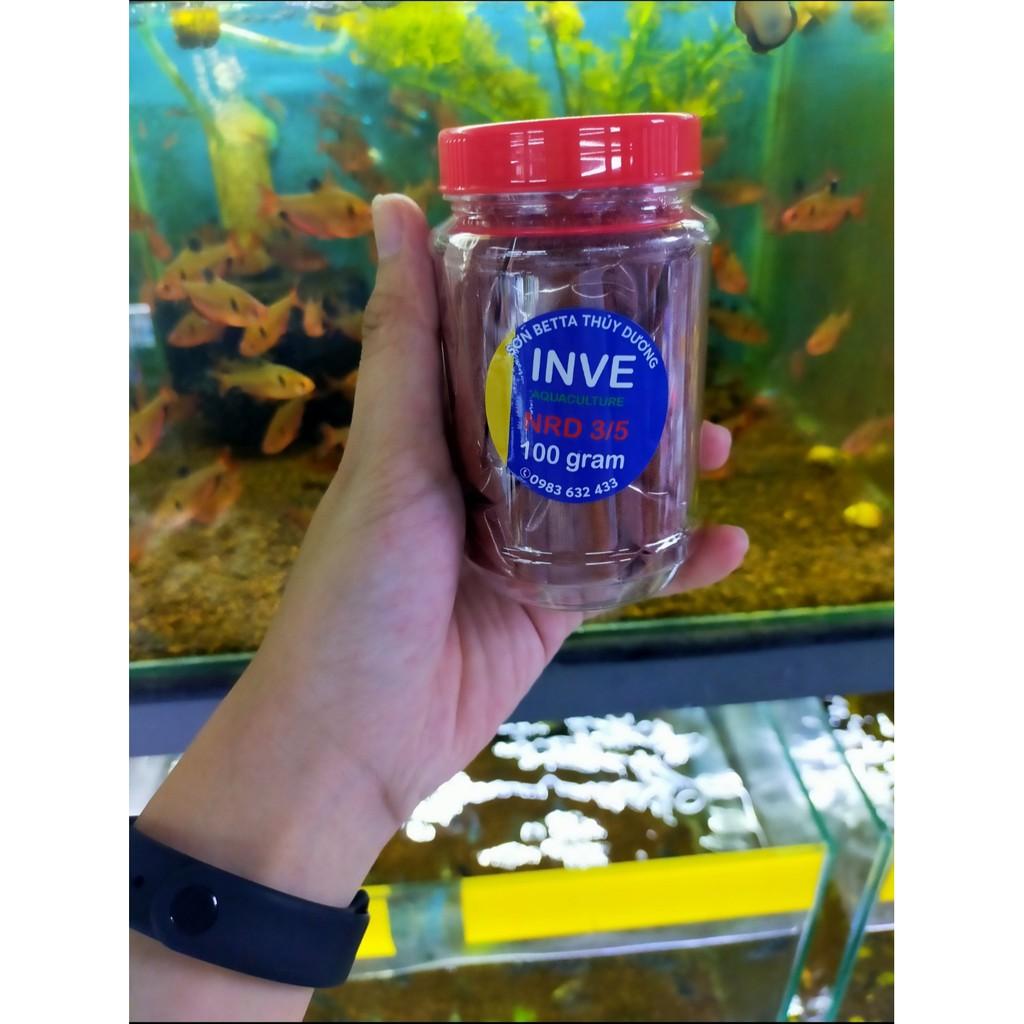 SƠN BETTA THỦY DƯƠNG
INVE
AQUACULTURE
NRD 3/5
100 gram
✆0983 632 433